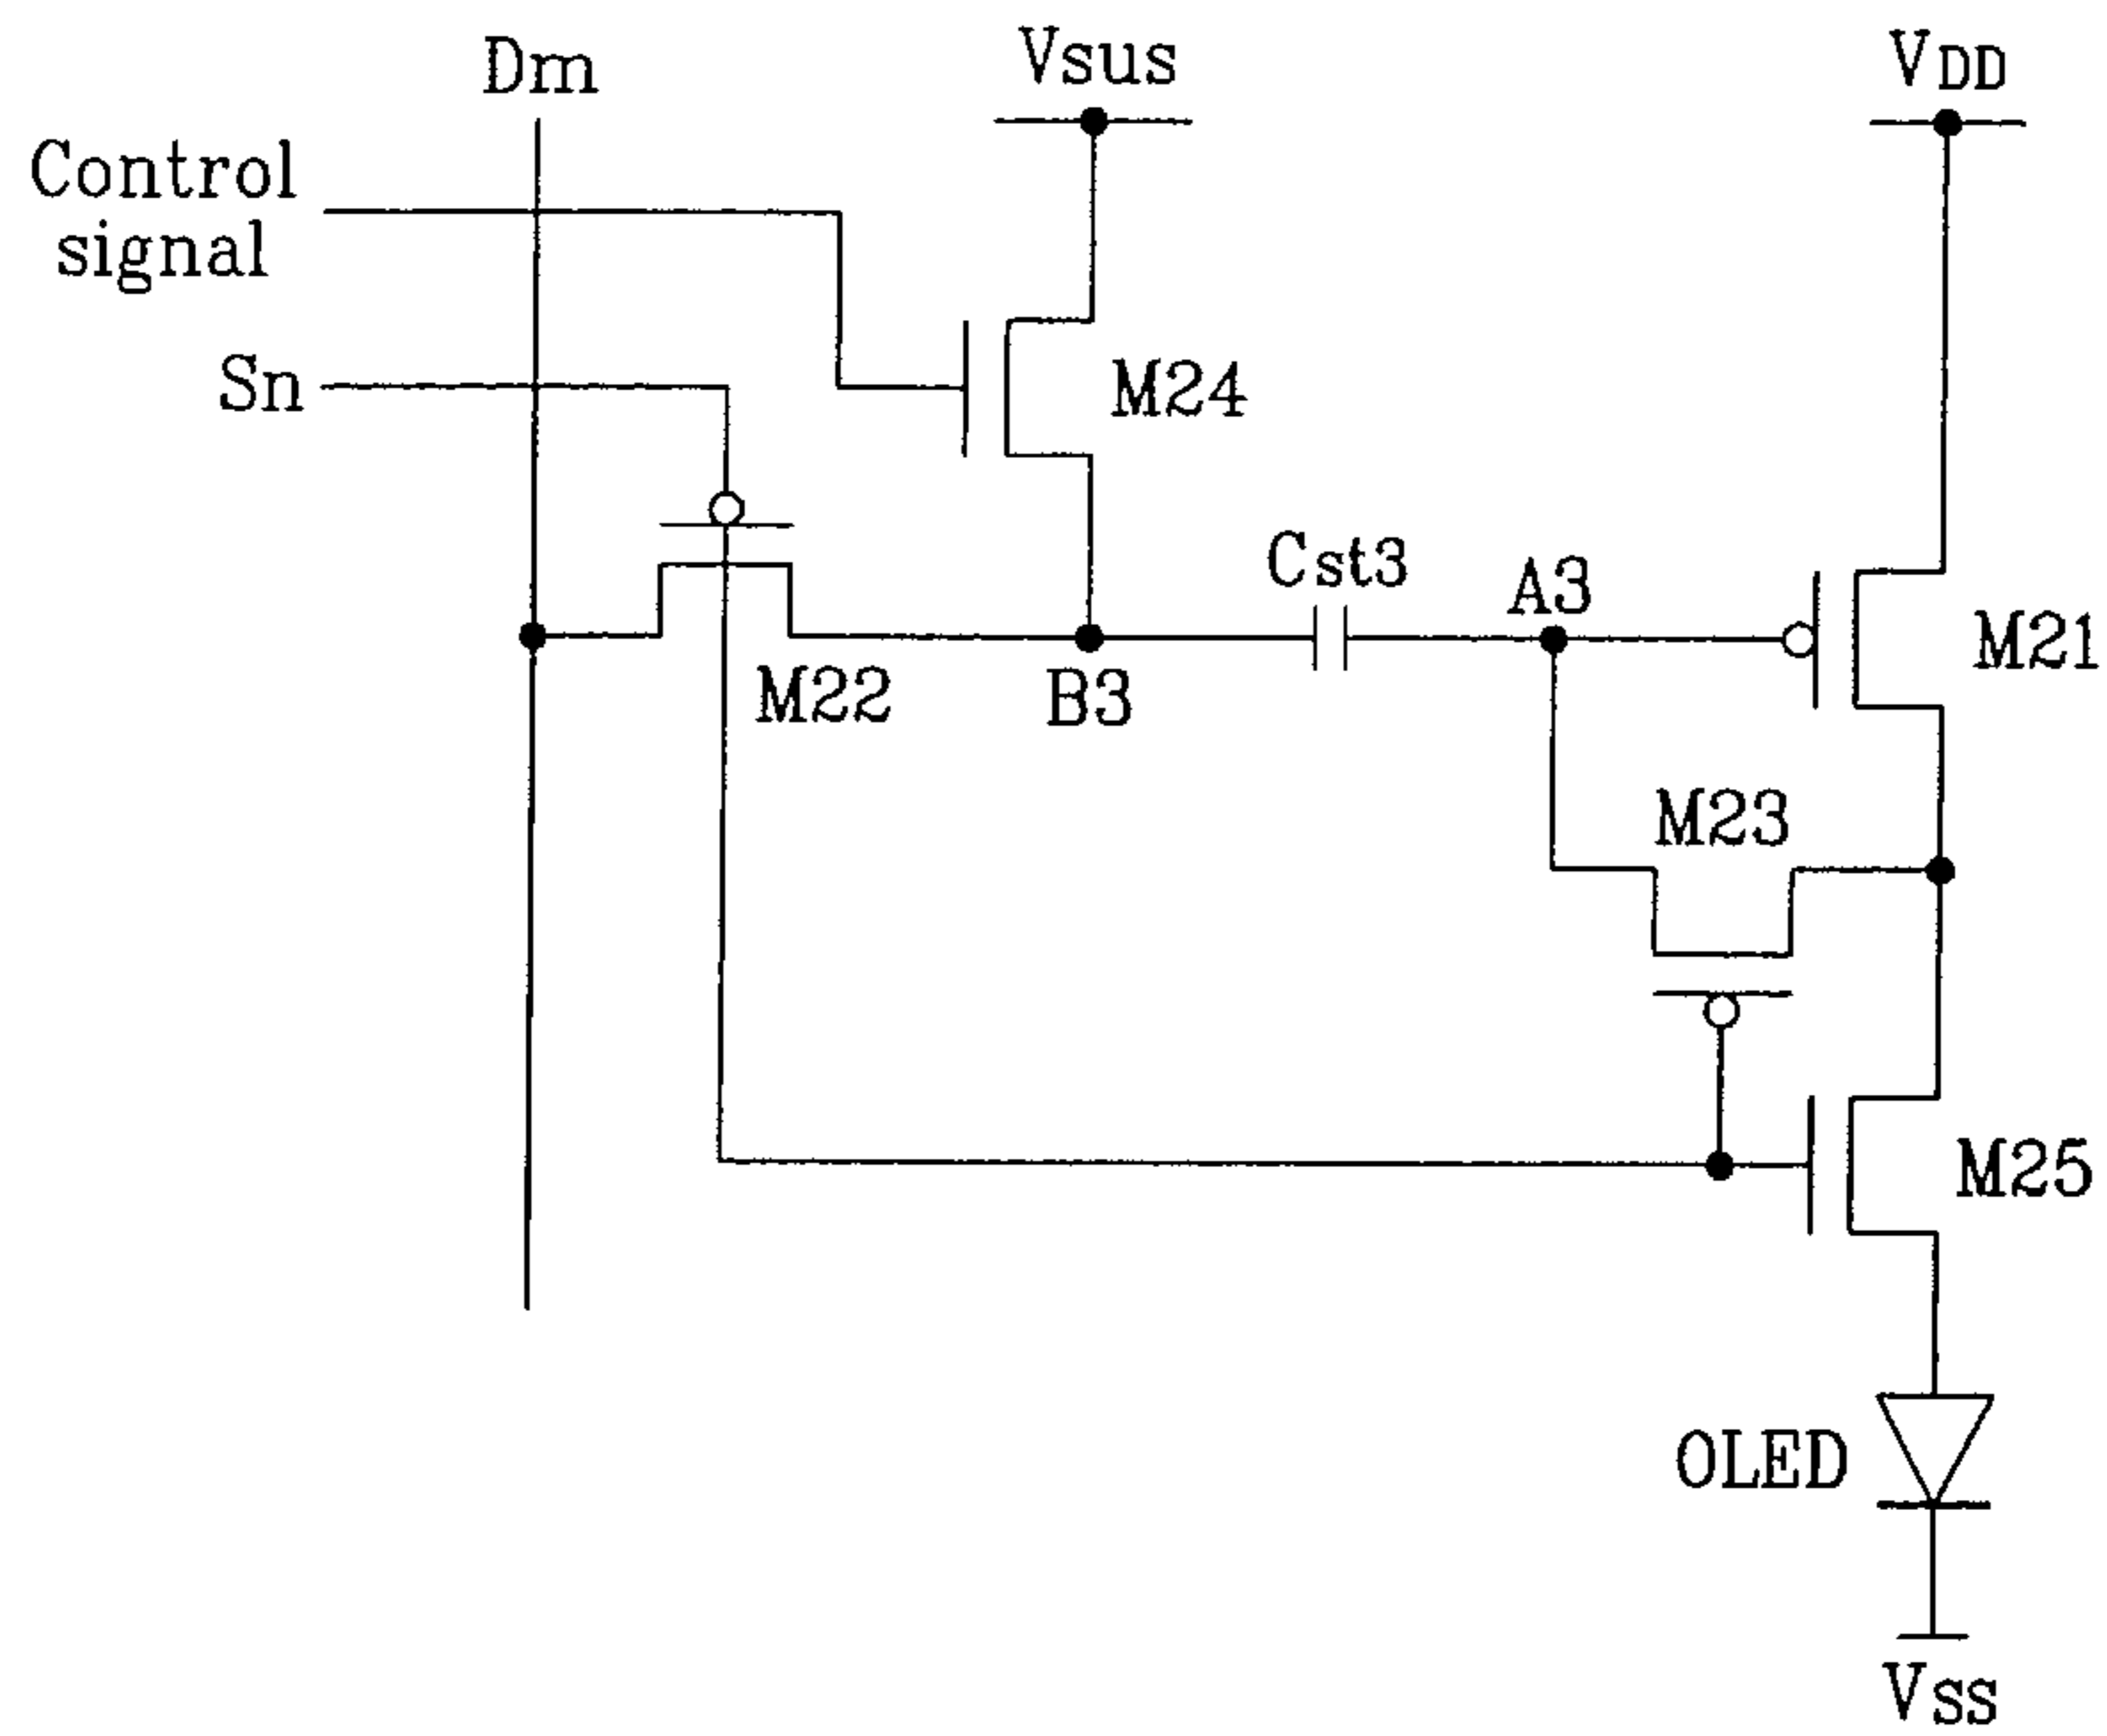 Dm
Vsus
VDD
Control
signal
Sn
M24
Cst3
A3
M21
M22
B3
M23
M25
OLED
Vss